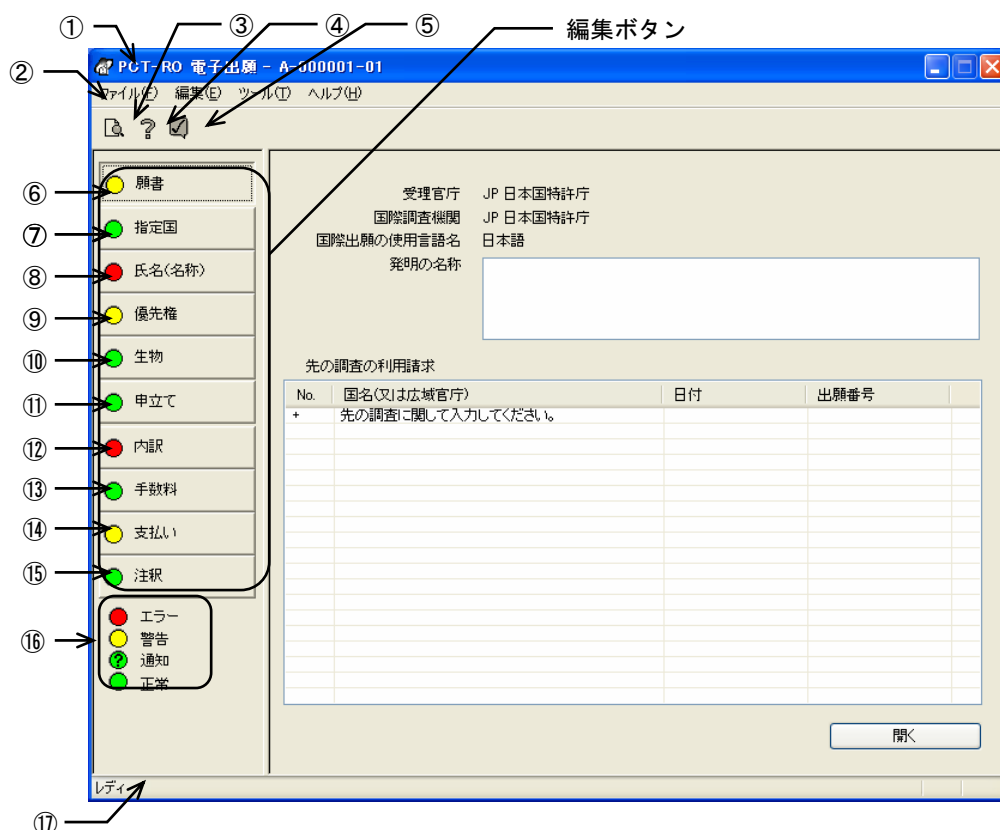 ① ③ ④ ⑤ 編集ボタン
PCT-RO 電子出願 - A-000001-01
②
ファイル(F) 編集(E) ツール(T) ヘルプ(H)
⑥ 願書
⑦ 指定国
⑧ 氏名(名称)
⑨ 優先権
⑩ 生物
⑪ 申立て
⑫ 内訳
⑬ 手数料
⑭ 支払い
⑮ 注釈
⑯
エラー
警告
通知
正常
受理官庁 JP 日本国特許庁
国際調査機関 JP 日本国特許庁
国際出願の使用言語名 日本語
発明の名称
先の調査の利用請求
No. 国名(又は広域官庁) 日付 出願番号
+ 先の調査に関して入力してください。
開く
レディ
⑰